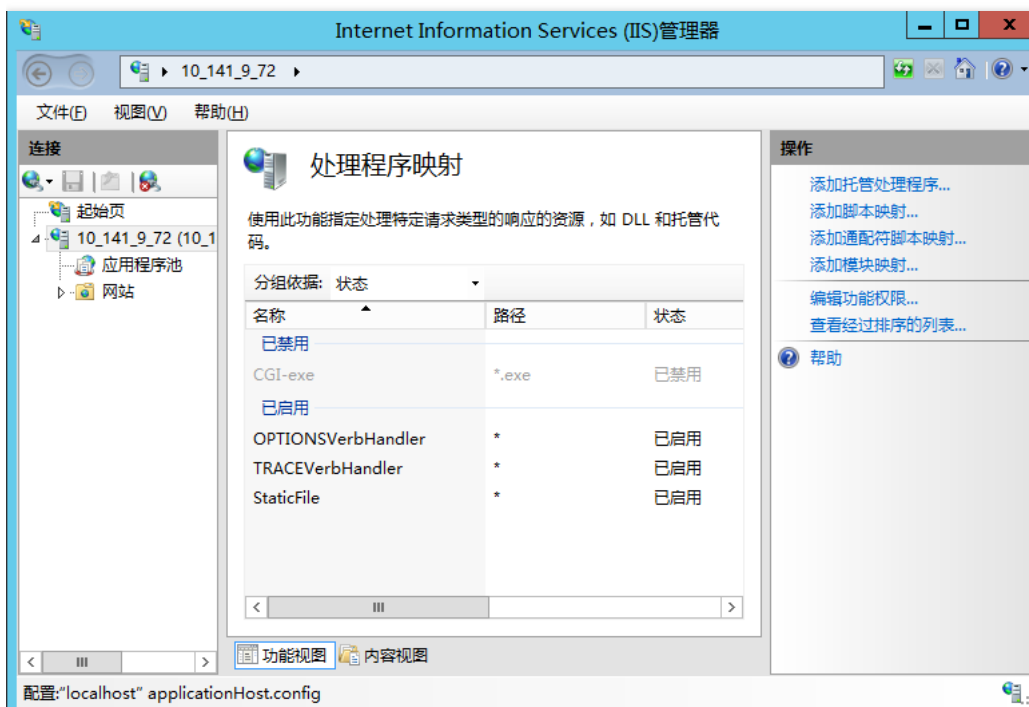 Internet Information Services (IIS)管理器
10_141_9_72
文件(F) 视图(V) 帮助(H)
连接
起始页
10_141_9_72 (10_1
应用程序池
网站
处理程序映射
使用此功能指定处理特定请求类型的响应的资源，如 DLL 和托管代
码。
分组依据: 状态
名称 路径 状态
已禁用
CGI-exe *.exe 已禁用
已启用
OPTIONSVerbHandler * 已启用
TRACEVerbHandler * 已启用
StaticFile * 已启用
功能视图 内容视图
操作
添加托管处理程序...
添加脚本映射...
添加通配符脚本映射...
添加模块映射...
编辑功能权限...
查看经过排序的列表...
帮助
配置:"localhost" applicationHost.config